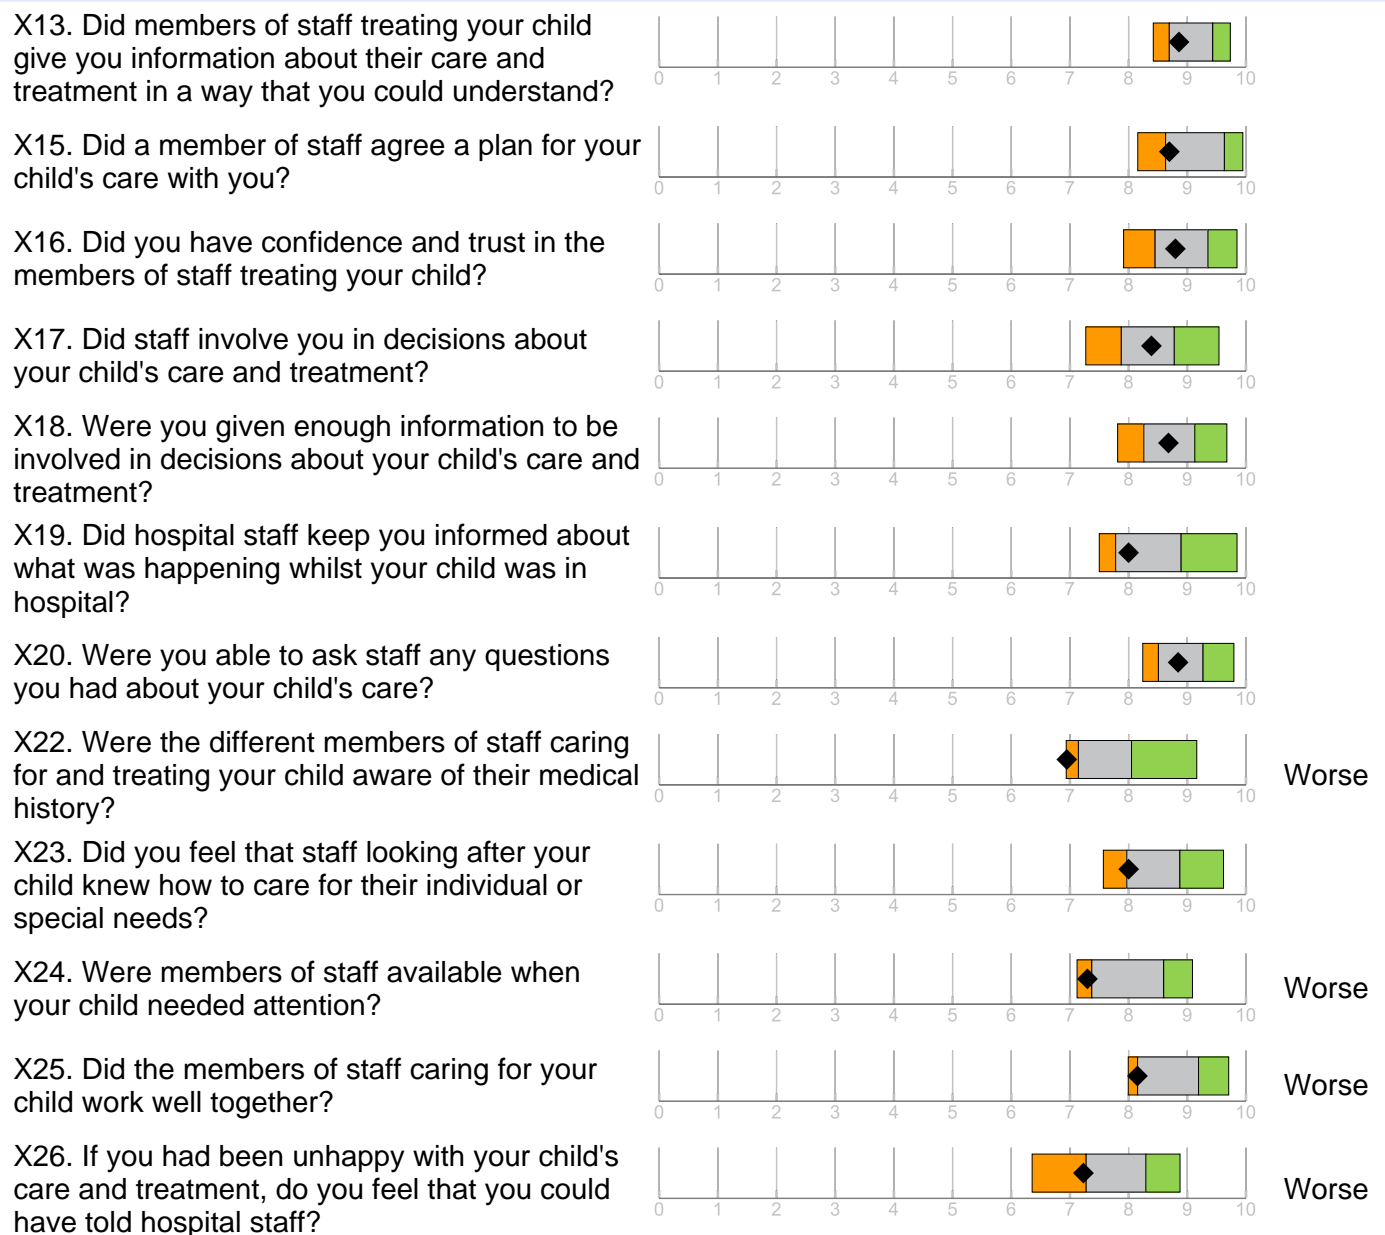 X13. Did members of staff treating your child
give you information about their care and
treatment in a way that you could understand?
0 1 2 3 4 5 6 7 8 9 10
X15. Did a member of staff agree a plan for your
child's care with you?
0 1 2 3 4 5 6 7 8 9 10
X16. Did you have confidence and trust in the
members of staff treating your child?
0 1 2 3 4 5 6 7 8 9 10
X17. Did staff involve you in decisions about
your child's care and treatment?
0 1 2 3 4 5 6 7 8 9 10
X18. Were you given enough information to be
involved in decisions about your child's care and
treatment?
0 1 2 3 4 5 6 7 8 9 10
X19. Did hospital staff keep you informed about
what was happening whilst your child was in
hospital?
0 1 2 3 4 5 6 7 8 9 10
X20. Were you able to ask staff any questions
you had about your child's care?
0 1 2 3 4 5 6 7 8 9 10
X22. Were the different members of staff caring
for and treating your child aware of their medical
history?
0 1 2 3 4 5 6 7 8 9 10
Worse
X23. Did you feel that staff looking after your
child knew how to care for their individual or
special needs?
0 1 2 3 4 5 6 7 8 9 10
X24. Were members of staff available when
your child needed attention?
0 1 2 3 4 5 6 7 8 9 10
Worse
X25. Did the members of staff caring for your
child work well together?
0 1 2 3 4 5 6 7 8 9 10
Worse
X26. If you had been unhappy with your child's
care and treatment, do you feel that you could
have told hospital staff?
0 1 2 3 4 5 6 7 8 9 10
Worse